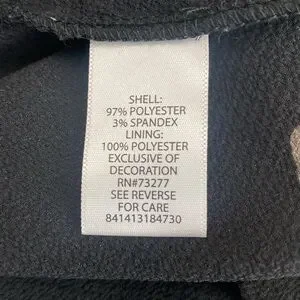 SHELL:
97% POLYESTER
3% SPANDEX
LINING:
100% POLYESTER
EXCLUSIVE OF
DECORATION
RN#73277
SEE REVERSE
FOR CARE
841413184730